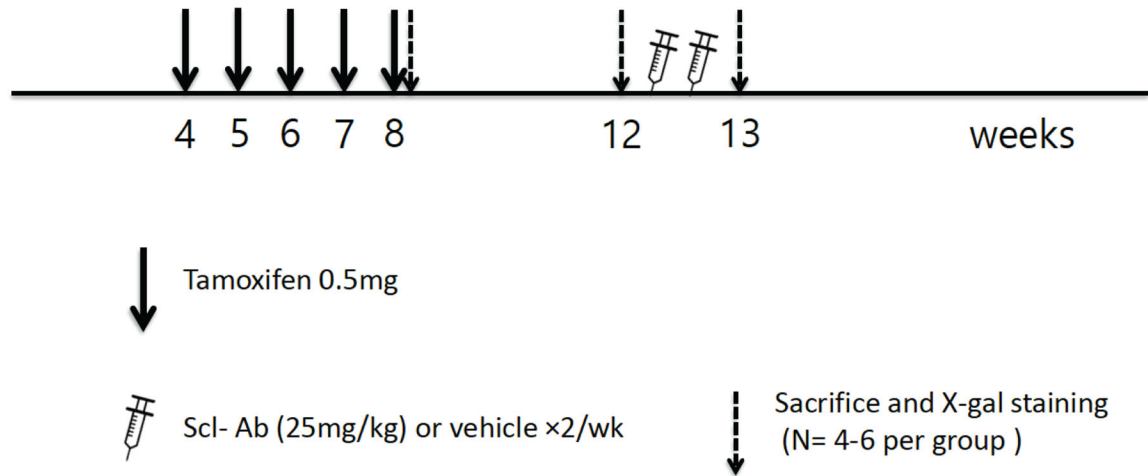 4 5 6 7 8 12 13 weeks
Tamoxifen 0.5mg
Scl- Ab (25mg/kg) or vehicle ×2/wk
Sacrifice and X-gal staining
(N= 4-6 per group )